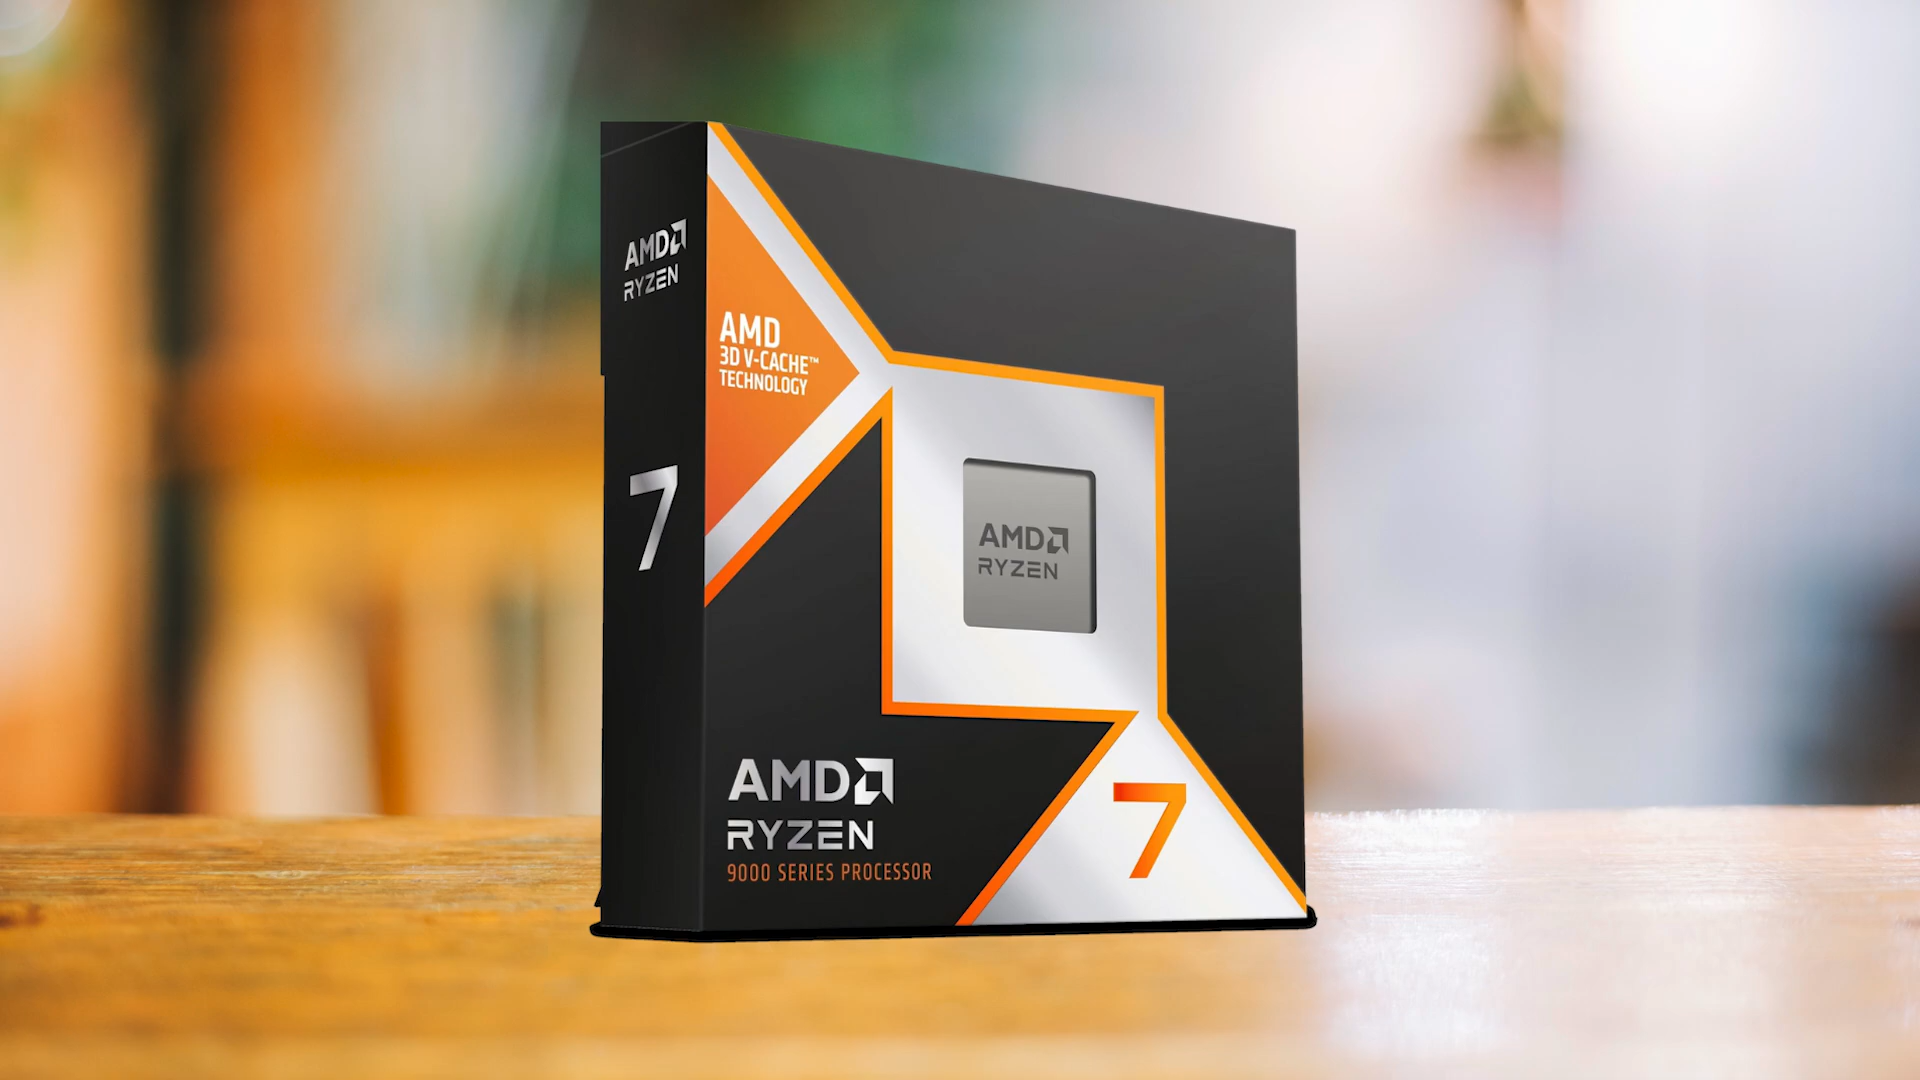 AMD
RYZEN
7
AMD
3D V-CACHE™
TECHNOLOGY
AMD
RYZEN
AMD
RYZEN
9000 SERIES PROCESSOR
7